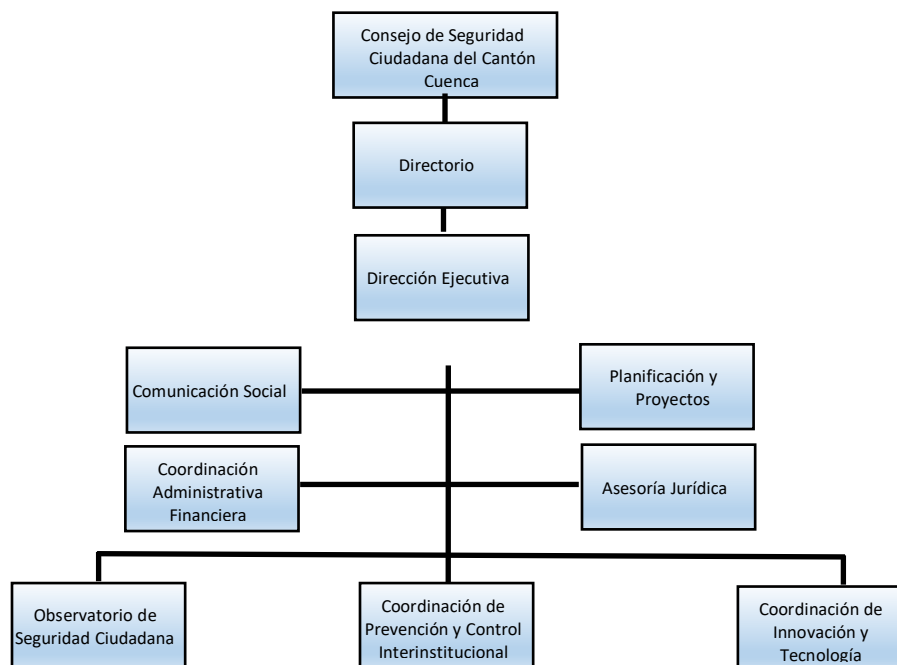 Consejo de Seguridad
Ciudadana del Cantón
Cuenca
Directorio
Dirección Ejecutiva
Comunicación Social
Planificación y
Proyectos
Coordinación
Administrativa
Financiera
Asesoría Jurídica
Observatorio de
Seguridad Ciudadana
Coordinación de
Prevención y Control
Interinstitucional
Coordinación de
Innovación y
Tecnología